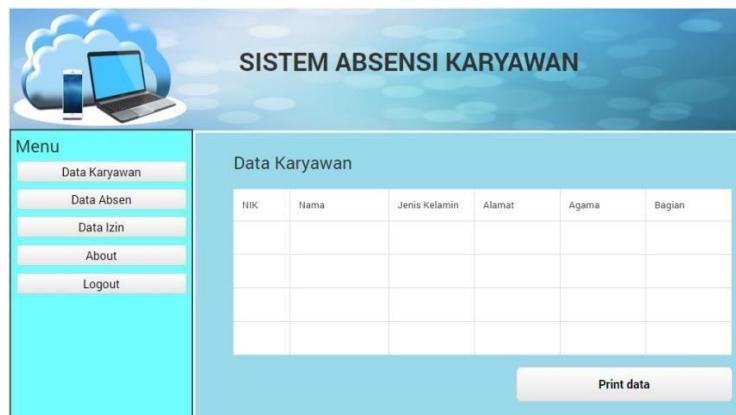 SISTEM ABSENSI KARYAWAN
Menu
Data Karyawan
Data Absen
Data Izin
About
Logout
Data Karyawan
NIK Nama Jenis Kelamin Alamat Agama Bagian
Print data